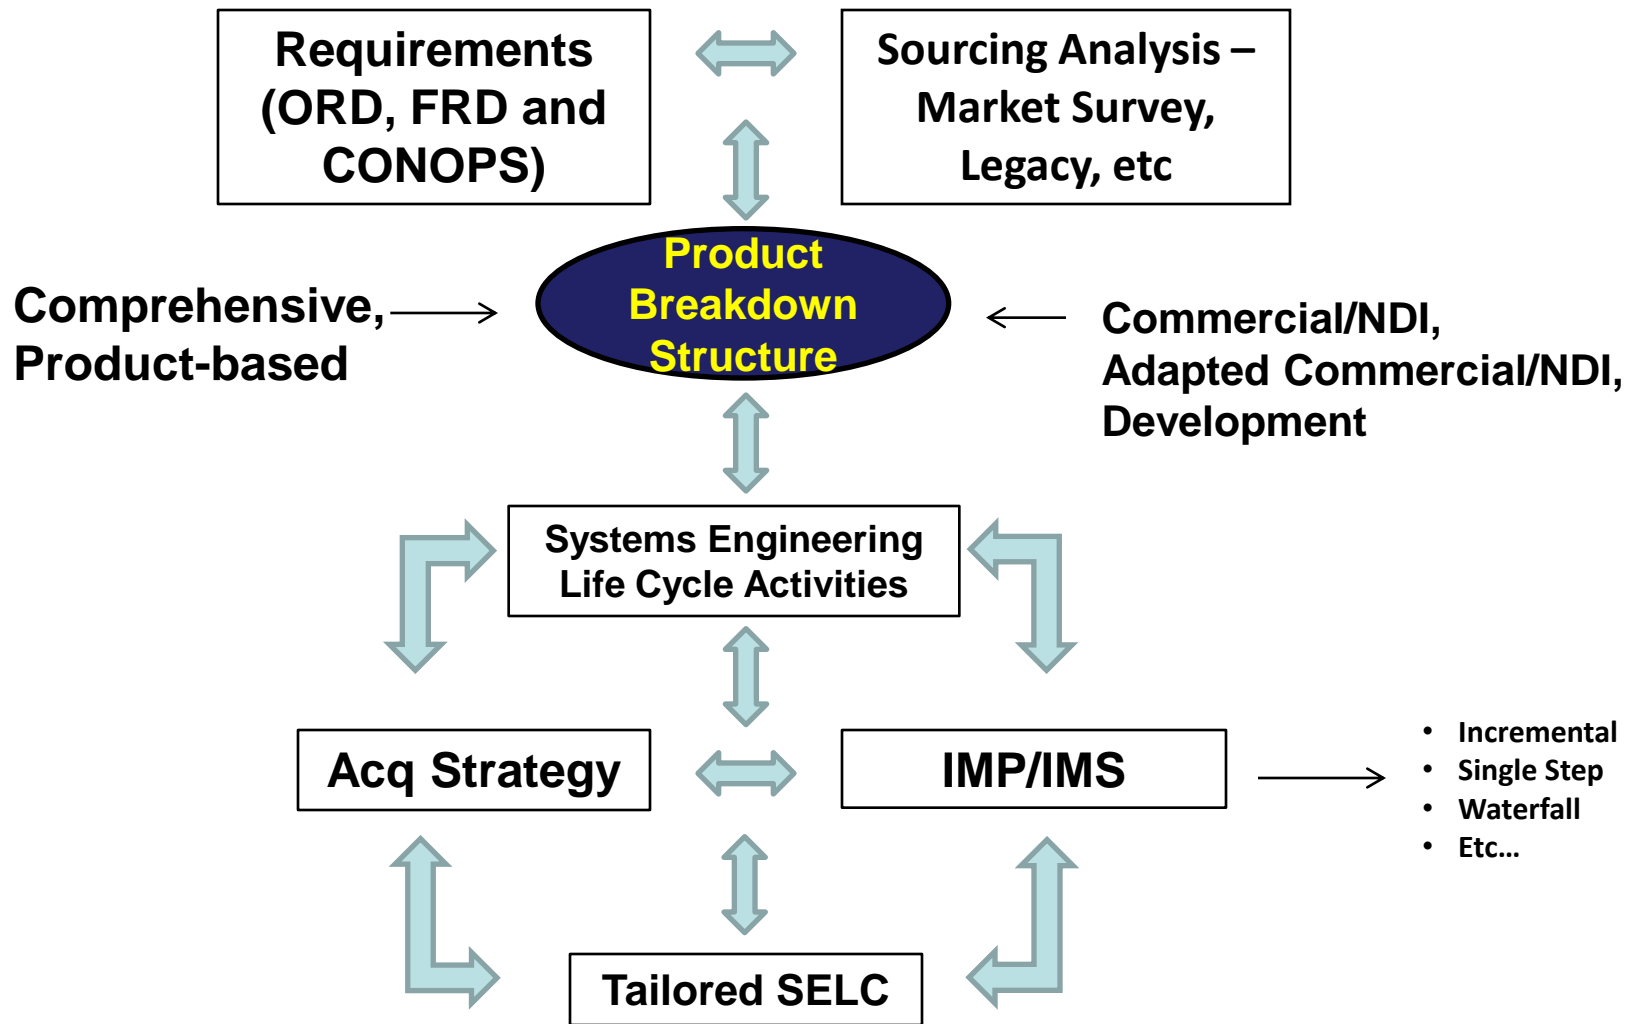 Requirements
(ORD, FRD and
CONOPS)
Sourcing Analysis –
Market Survey,
Legacy, etc
Product
Breakdown
Structure
Comprehensive,
Product-based
Commercial/NDI,
Adapted Commercial/NDI,
Development
Systems Engineering
Life Cycle Activities
Acq Strategy
IMP/IMS
• Incremental
• Single Step
• Waterfall
• Etc…
Tailored SELC